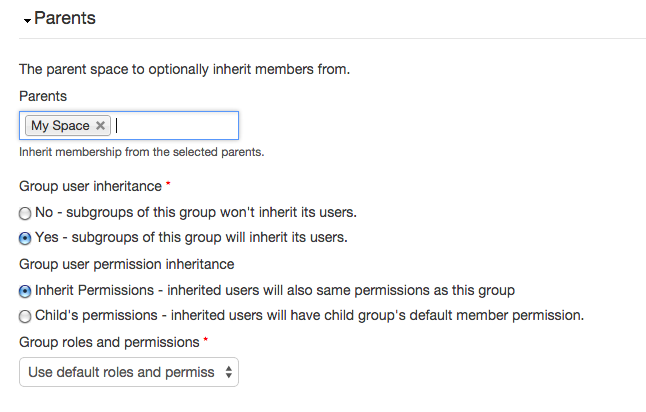 Parents
The parent space to optionally inherit members from.
Parents
My Space ×
Inherit membership from the selected parents.
Group user inheritance *
No - subgroups of this group won't inherit its users.
Yes - subgroups of this group will inherit its users.
Group user permission inheritance
Inherit Permissions - inherited users will also same permissions as this group
Child's permissions - inherited users will have child group's default member permission.
Group roles and permissions *
Use default roles and permiss